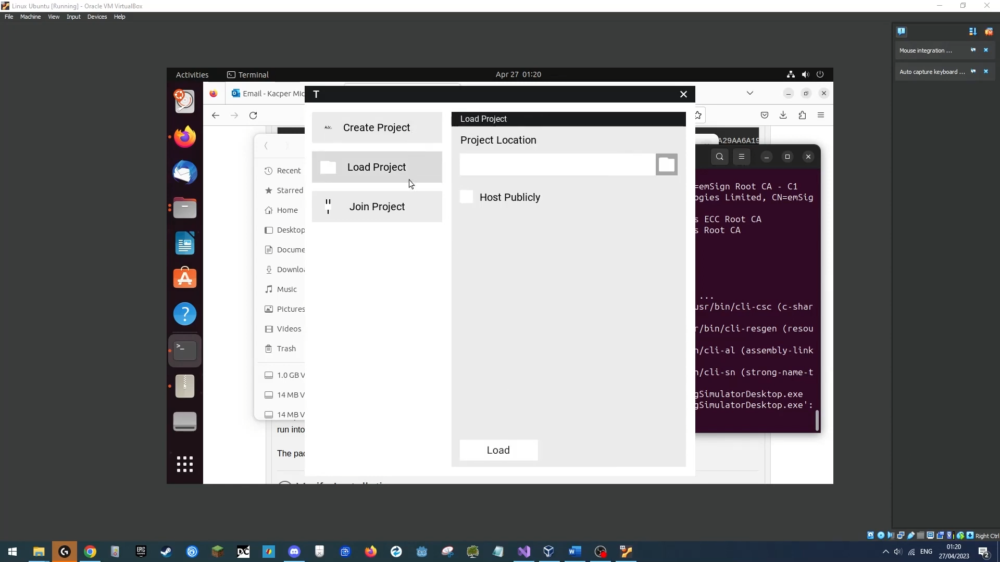 Linux Ubuntu [Running] - Oracle VM VirtualBox
File Machine View Input Devices Help
Mouse integration ...
Auto capture keyboard ...
Activities Terminal Apr 27 01:20
Email - Kacper Mic
T
Create Project
Load Project
Join Project
Load Project
Project Location
Host Publicly
Load
Recent
Starred
Home
Desktop
Docume
Downlo
Music
Pictures
Videos
Trash
1.0 GB V
14 MB V
14 MB V
run into
The pac
A29AA6A19
=emSign Root CA - C1
ogies Limited, CN=emSig
s ECC Root CA
s Root CA
...
usr/bin/cli-csc (c-shar
r/bin/cli-resgen (resou
n/cli-al (assembly-link
n/cli-sn (strong-name-t
gSimulatorDesktop.exe
gSimulatorDesktop.exe':
Right Ctrl
ENG
01:20
27/04/2023
2